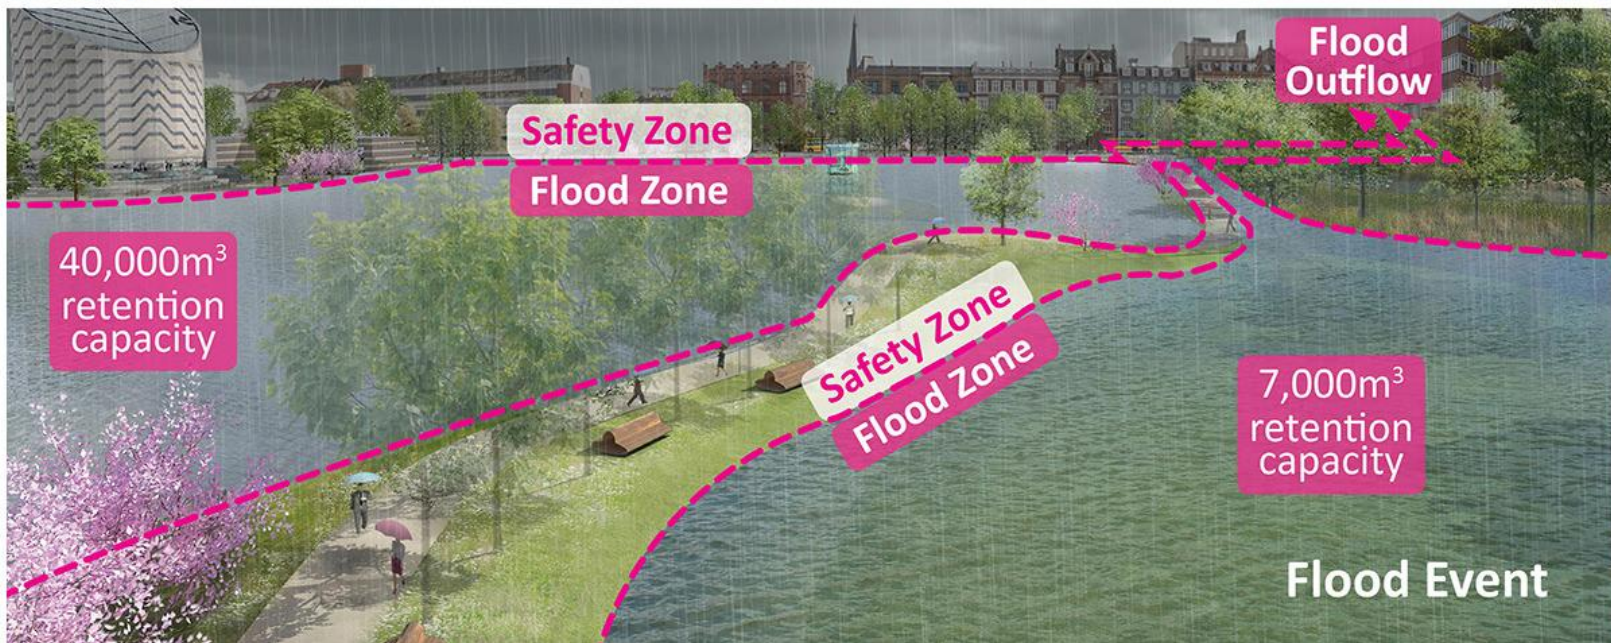 Flood
Outflow
Safety Zone
Flood Zone
40,000m³
retention
capacity
Safety Zone
Flood Zone
7,000m³
retention
capacity
Flood Event